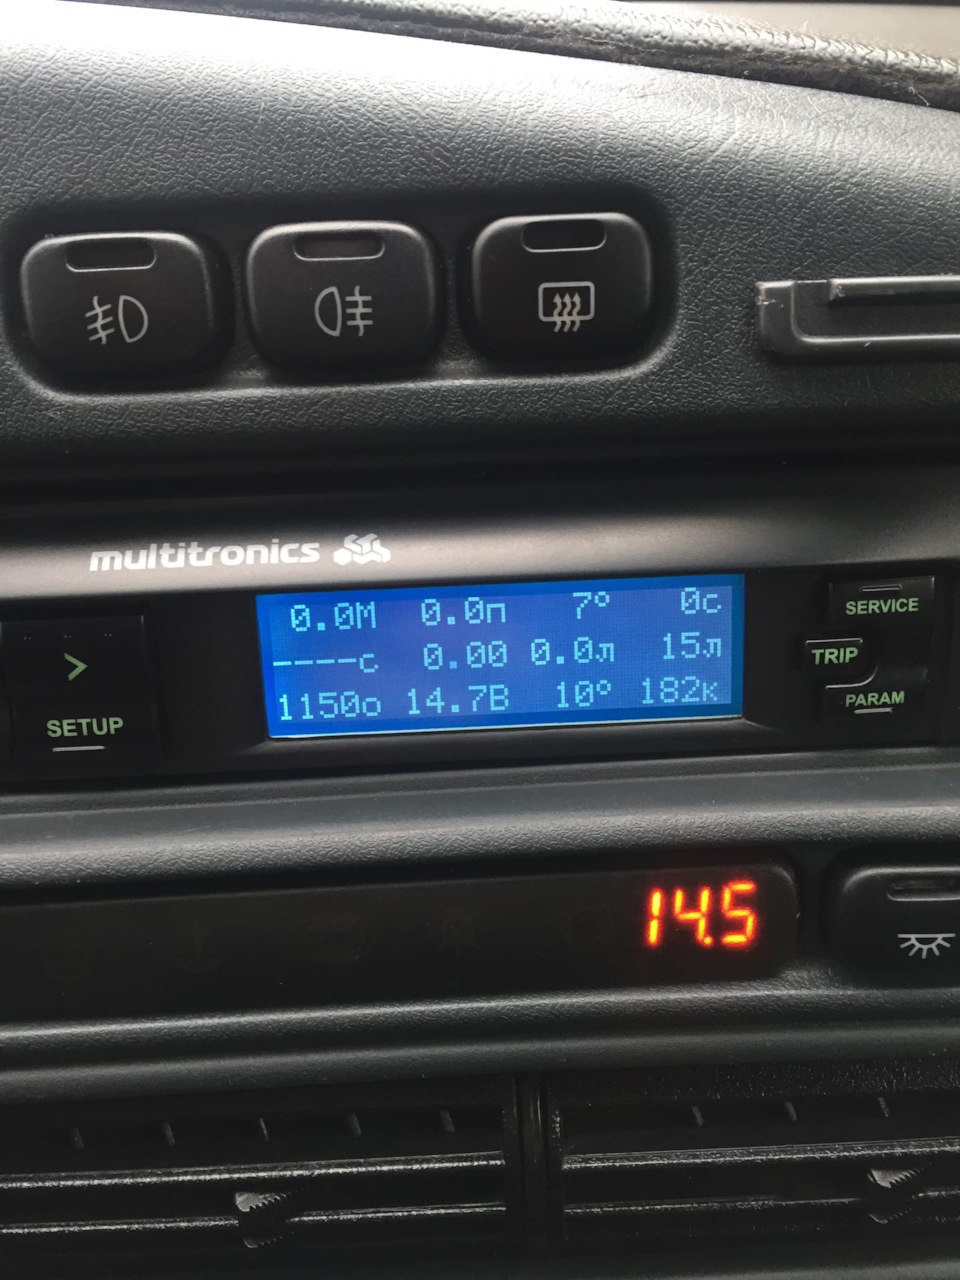 multitronics
0.0М 0.0п 7° 0с
----с 0.00 0.0л 15л
1150о 14.7В 10° 182к
>
SETUP
SERVICE
TRIP
PARAM
14.5